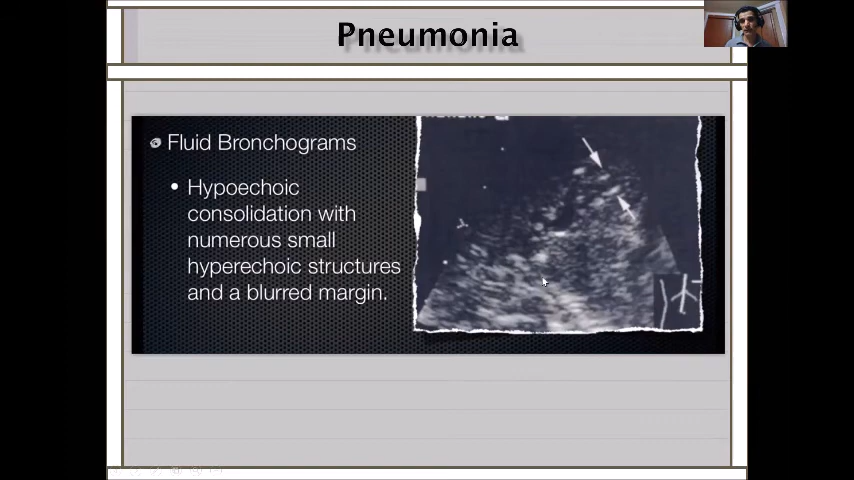 Pneumonia
Fluid Bronchograms
• Hypoechoic
consolidation with
numerous small
hyperechoic structures
and a blurred margin.